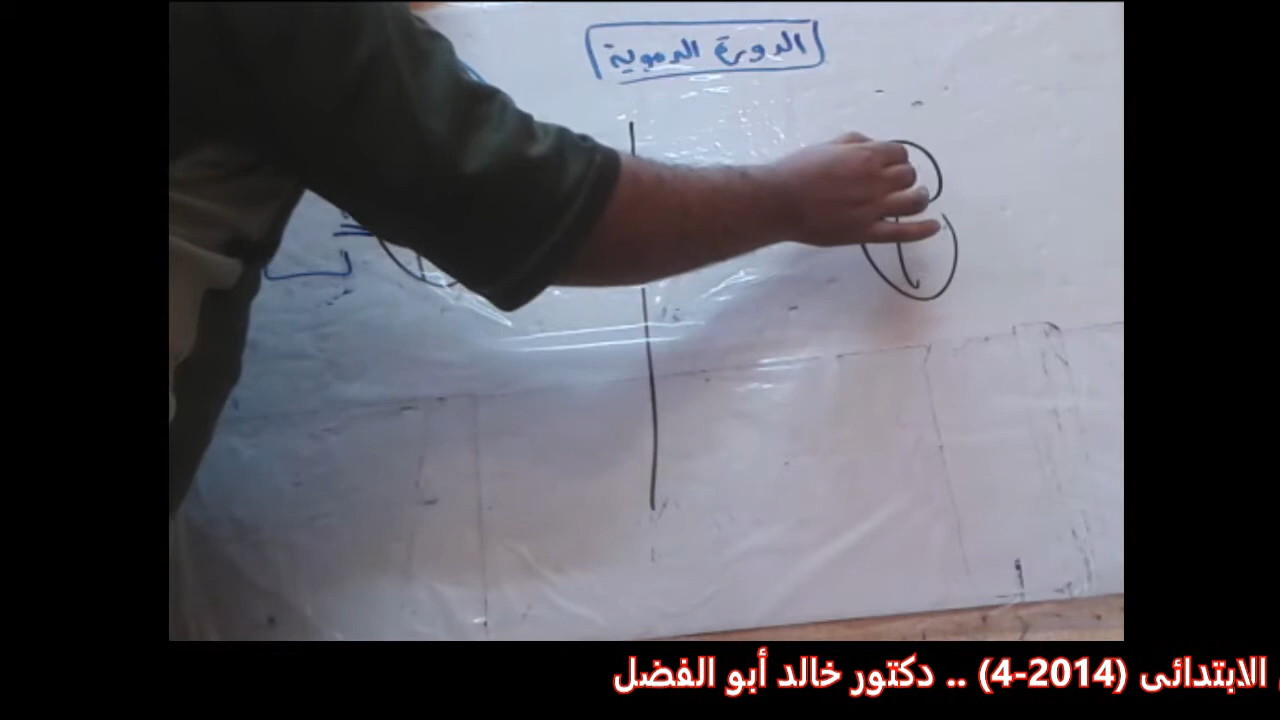 الدورة الدموية
الابتدائى (2014-4) .. دكتور خالد أبو الفضل